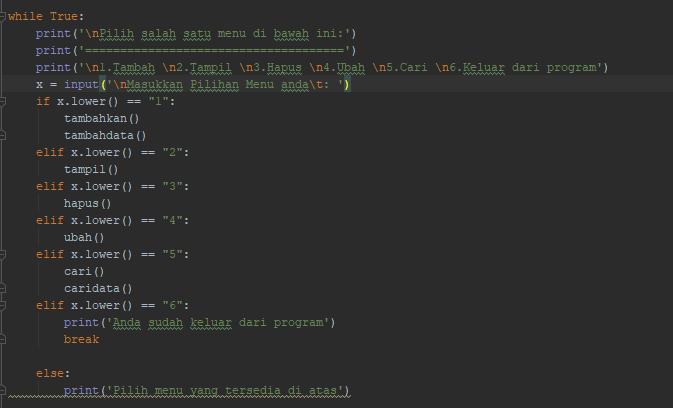 while True:
    print('\nPilih salah satu menu di bawah ini:')
    print('=====================================')
    print('\n1.Tambah \n2.Tampil \n3.Hapus \n4.Ubah \n5.Cari \n6.Keluar dari program')
    x = input('\nMasukkan Pilihan Menu anda\t: ')
    if x.lower() == "1":
        tambahkan()
        tambahdata()
    elif x.lower() == "2":
        tampil()
    elif x.lower() == "3":
        hapus()
    elif x.lower() == "4":
        ubah()
    elif x.lower() == "5":
        cari()
        caridata()
    elif x.lower() == "6":
        print('Anda sudah keluar dari program')
        break
    else:
        print('Pilih menu yang tersedia di atas')